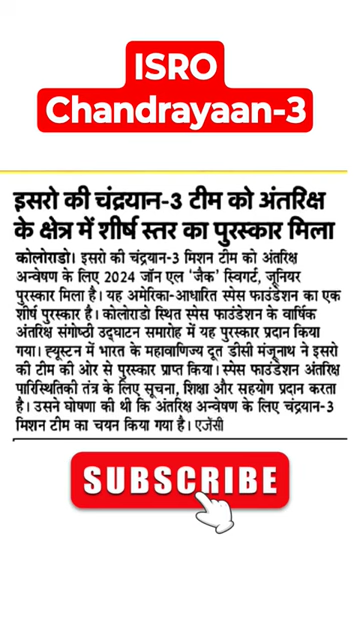 ISRO
Chandrayaan-3
इसरो की चंद्रयान-3 टीम को अंतरिक्ष
के क्षेत्र में शीर्ष स्तर का पुरस्कार मिला
कोलोराडो। इसरो की चंद्रयान-3 मिशन टीम को अंतरिक्ष
अन्वेषण के लिए 2024 जॉन एल 'जैक' स्विगर्ट, जूनियर
पुरस्कार मिला है। यह अमेरिका-आधारित स्पेस फाउंडेशन का एक
शीर्ष पुरस्कार है। कोलोराडो स्थित स्पेस फाउंडेशन के वार्षिक
अंतरिक्ष संगोष्ठी उद्घाटन समारोह में यह पुरस्कार प्रदान किया
गया। ह्यूस्टन में भारत के महावाणिज्य दूत डीसी मंजूनाथ ने इसरो
की टीम की ओर से पुरस्कार प्राप्त किया। स्पेस फाउंडेशन अंतरिक्ष
पारिस्थितिकी तंत्र के लिए सूचना, शिक्षा और सहयोग प्रदान करता
है। उसने घोषणा की थी कि अंतरिक्ष अन्वेषण के लिए चंद्रयान-3
मिशन टीम का चयन किया गया है। एजेंसी
SUBSCRIBE